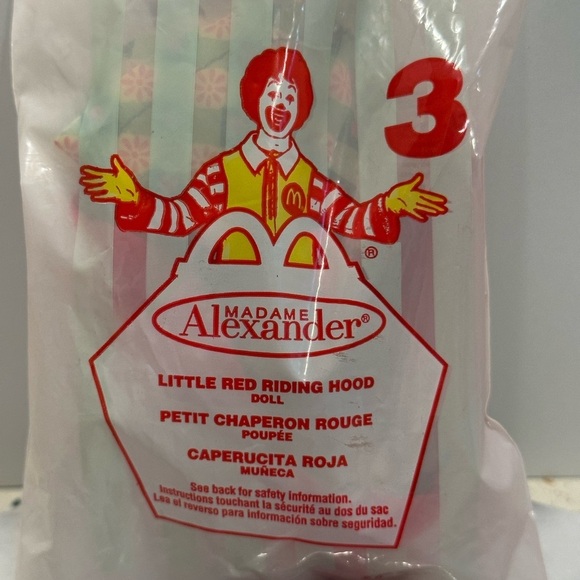 3
M
®
MADAME
Alexander®
LITTLE RED RIDING HOOD
DOLL
PETIT CHAPERON ROUGE
POUPÉE
CAPERUCITA ROJA
MUÑECA
See back for safety information.
Instructions touchant la sécurité au dos du sac
Lea el reverso para información sobre seguridad.